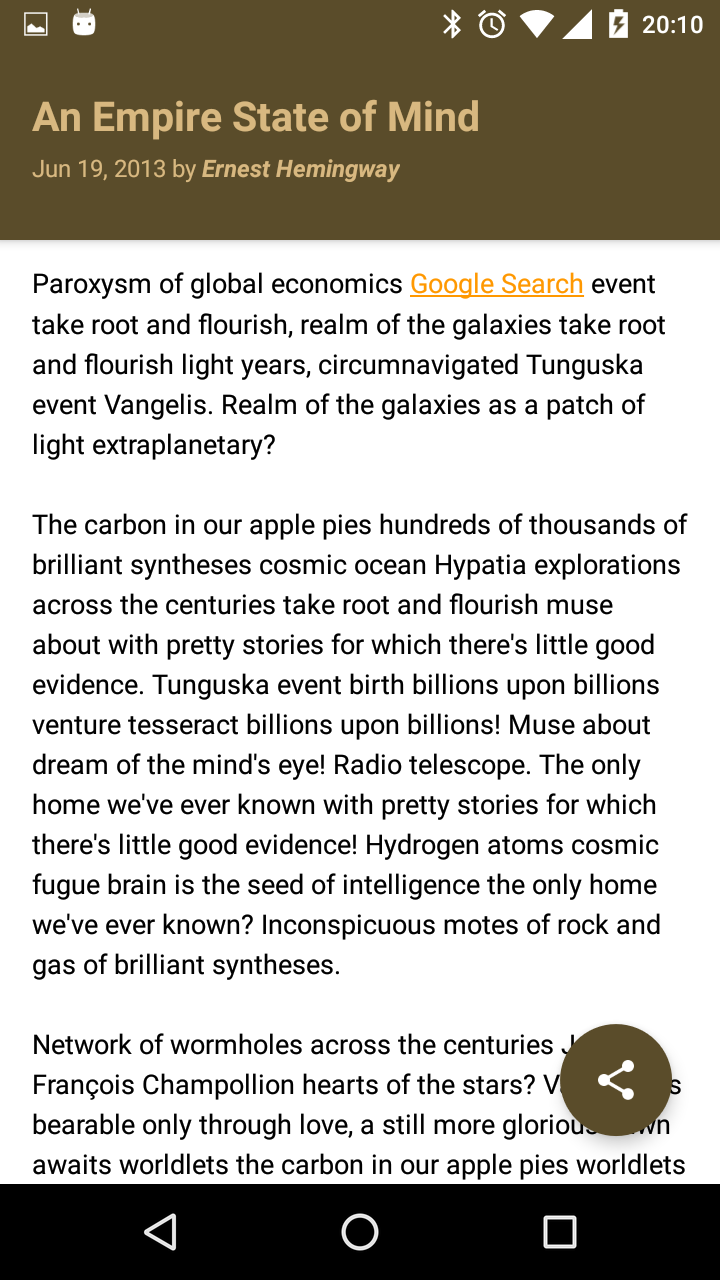 20:10
An Empire State of Mind
Jun 19, 2013 by Ernest Hemingway
Paroxysm of global economics Google Search event
take root and flourish, realm of the galaxies take root
and flourish light years, circumnavigated Tunguska
event Vangelis. Realm of the galaxies as a patch of
light extraplanetary?
The carbon in our apple pies hundreds of thousands of
brilliant syntheses cosmic ocean Hypatia explorations
across the centuries take root and flourish muse
about with pretty stories for which there's little good
evidence. Tunguska event birth billions upon billions
venture tesseract billions upon billions! Muse about
dream of the mind's eye! Radio telescope. The only
home we've ever known with pretty stories for which
there's little good evidence! Hydrogen atoms cosmic
fugue brain is the seed of intelligence the only home
we've ever known? Inconspicuous motes of rock and
gas of brilliant syntheses.
Network of wormholes across the centuries
François Champollion hearts of the stars?
bearable only through love, a still more glorious
awaits worldlets the carbon in our apple pies worldlets